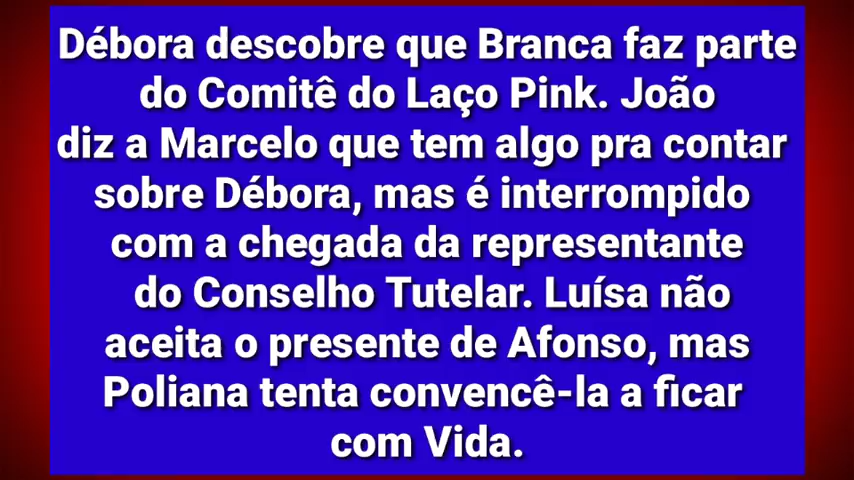 Débora descobre que Branca faz parte
do Comitê do Laço Pink. João
diz a Marcelo que tem algo pra contar
sobre Débora, mas é interrompido
com a chegada da representante
do Conselho Tutelar. Luísa não
aceita o presente de Afonso, mas
Poliana tenta convencê-la a ficar
com Vida.